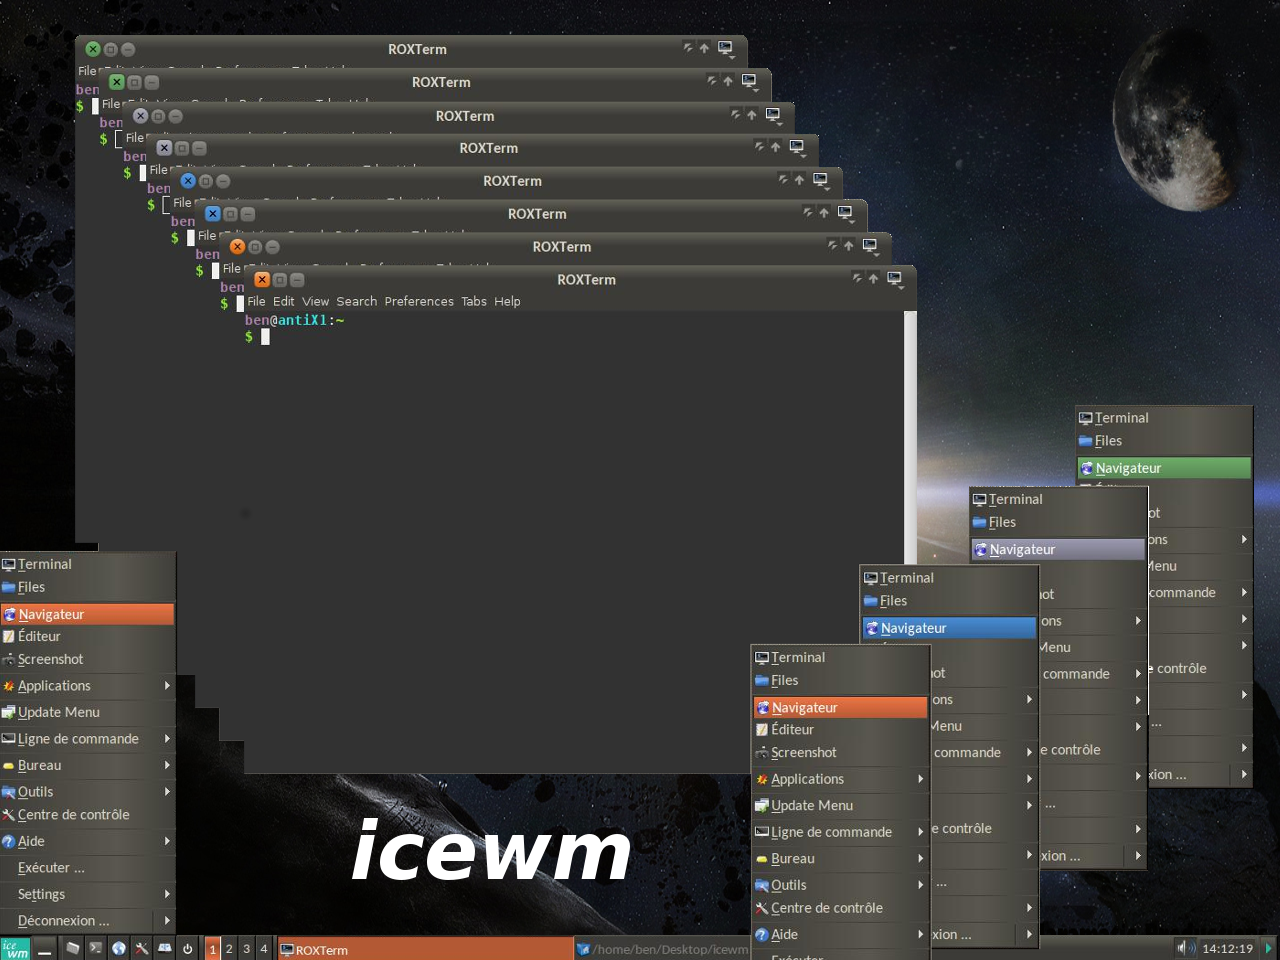 ROXTerm
File
ben
$
ROXTerm
File
ben
$
ROXTerm
File
ben
$
ROXTerm
File
ben
$
ROXTerm
File
ben
$
ROXTerm
File
ben
$
ROXTerm
File
ben
$
ROXTerm
File Edit View Search Preferences Tabs Help
ben@antiX1:~
$
Terminal
Files
Navigateur
Éditeur
Screenshot
Applications
Update Menu
Ligne de commande
Bureau
Outils
Centre de contrôle
Aide
Exécuter ...
Settings
Déconnexion ...
Terminal
Files
Navigateur
ot
ons
Menu
commande
contrôle
...
xion ...
Terminal
Files
Navigateur
ot
ons
Menu
commande
e contrôle
...
xion ...
Terminal
Files
Navigateur
ot
ons
Menu
commande
e contrôle
...
xion ...
Terminal
Files
Navigateur
Éditeur
Screenshot
Applications
Update Menu
Ligne de commande
Bureau
Outils
Centre de contrôle
Aide
Exécuter
icewm
ice
wm
1 2 3 4
ROXTerm
/home/ben/Desktop/icewm
14:12:19